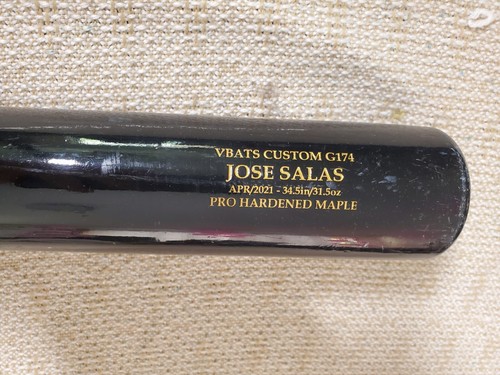 VBATS CUSTOM G174
JOSE SALAS
APR/2021 - 34.5in/31.5oz
PRO HARDENED MAPLE